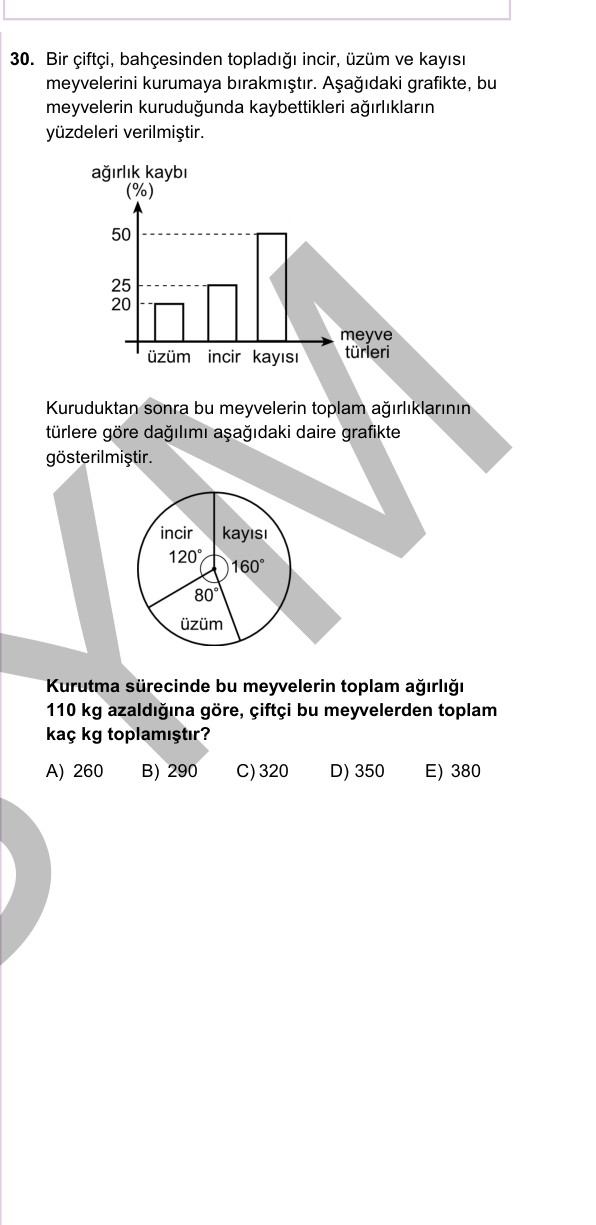 30. Bir çiftçi, bahçesinden topladığı incir, üzüm ve kayısı
meyvelerini kurumaya bırakmıştır. Aşağıdaki grafikte, bu
meyvelerin kuruduğunda kaybettikleri ağırlıkların
yüzdeleri verilmiştir.
ağırlık kaybı
(%)
50
25
20
üzüm incir kayısı
meyve
türleri
Kuruduktan sonra bu meyvelerin toplam ağırlıklarının
türlere göre dağılımı aşağıdaki daire grafikte
gösterilmiştir.
incir kayısı
120° 160°
80°
üzüm
Kurutma sürecinde bu meyvelerin toplam ağırlığı
110 kg azaldığına göre, çiftçi bu meyvelerden toplam
kaç kg toplamıştır?
A) 260 B) 290 C) 320 D) 350 E) 380
YM